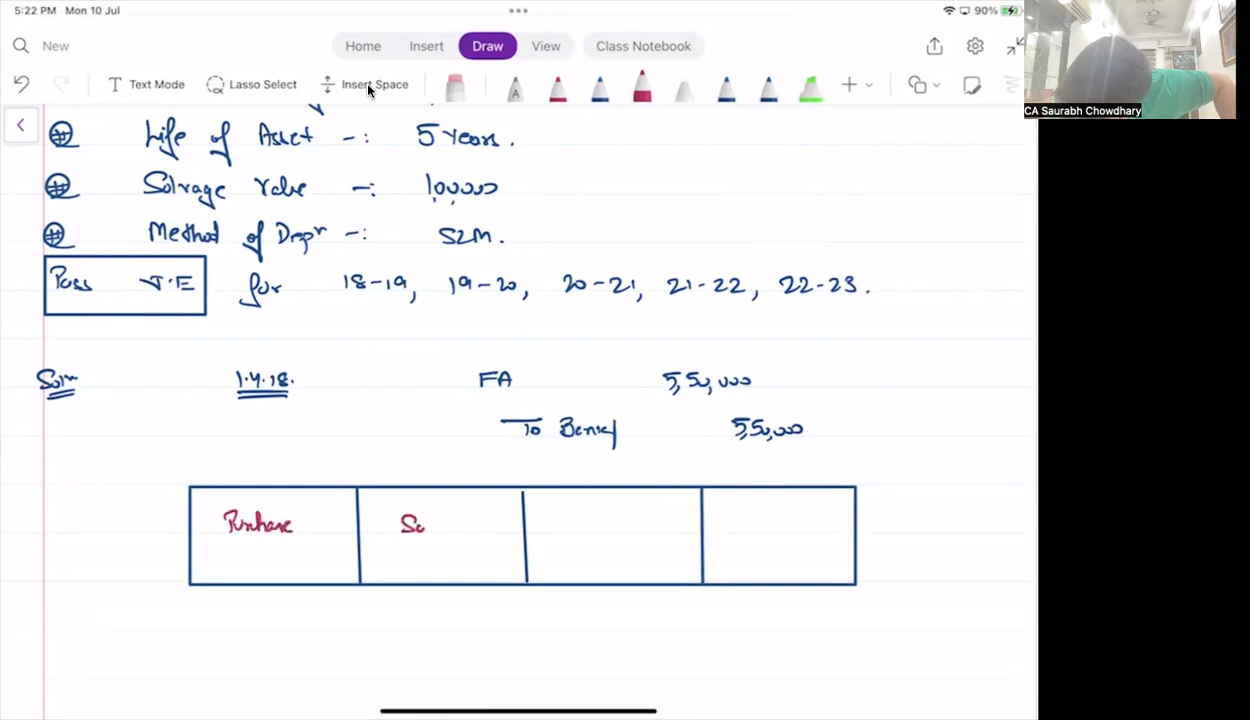 5:22 PM Mon 10 Jul
90%
New
Home Insert Draw View Class Notebook
Text Mode Lasso Select Insert Space
CA Saurabh Chowdhary
Life of Asset -: 5 Years.
Salvage Value -: 10,000
Method of Depn -: SLM.
Pass J.E for 18-19, 19-20, 20-21, 21-22, 22-23.
Soln 1.4.18. FA 5,50,000
To Bank 5,50,000
Purchase Sa